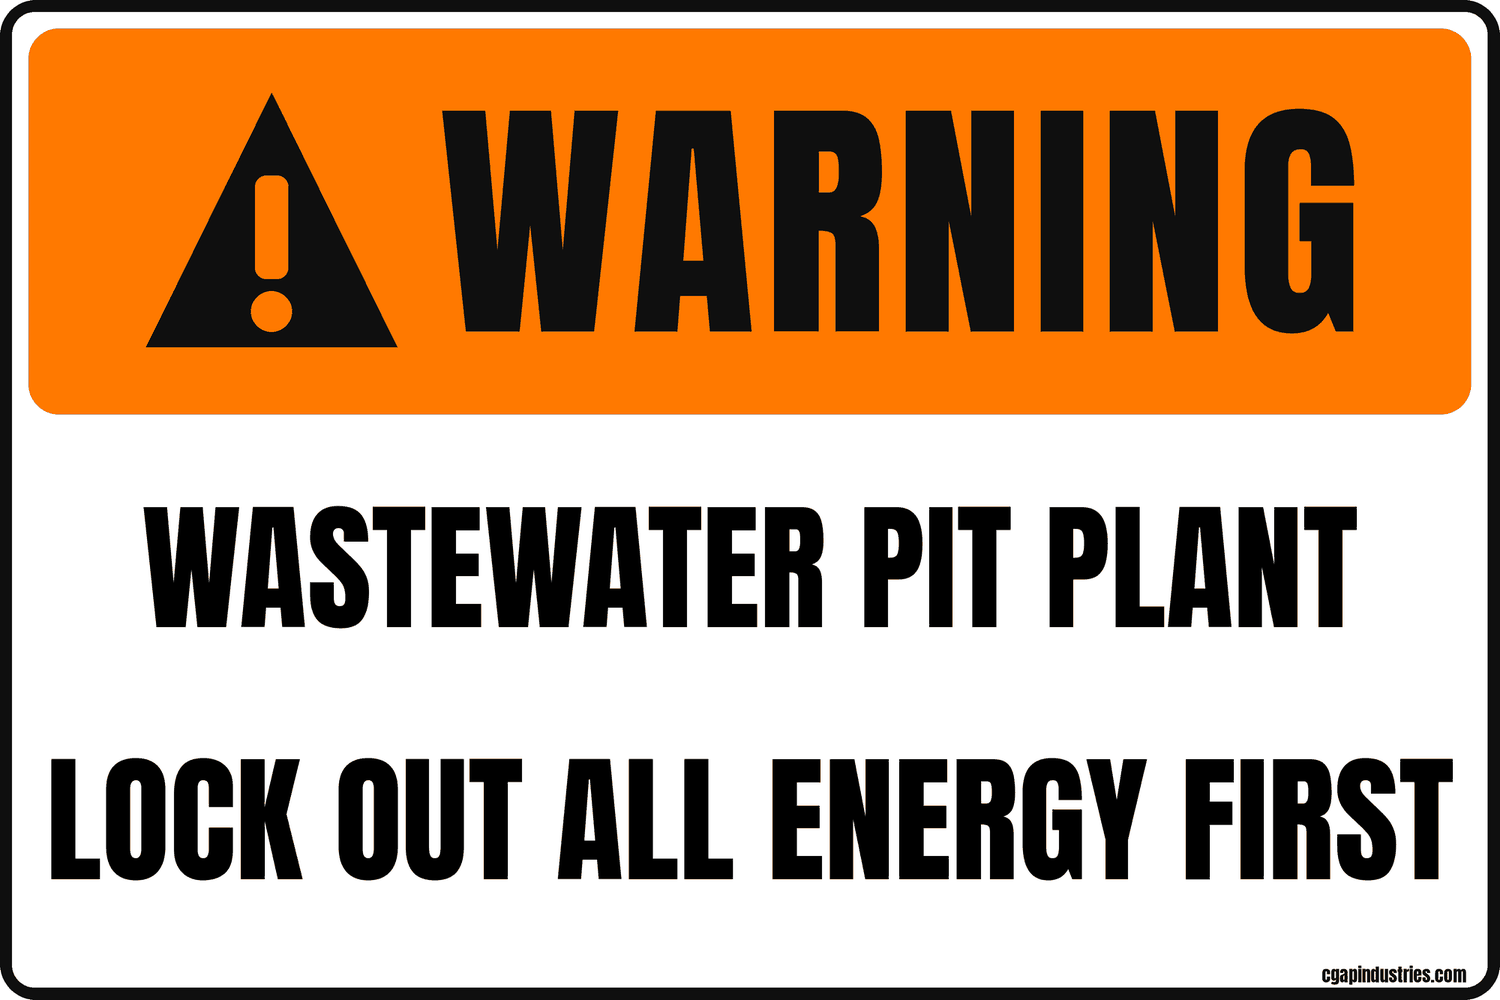 WARNING
WASTEWATER PIT PLANT
LOCK OUT ALL ENERGY FIRST
cgapindustries.com